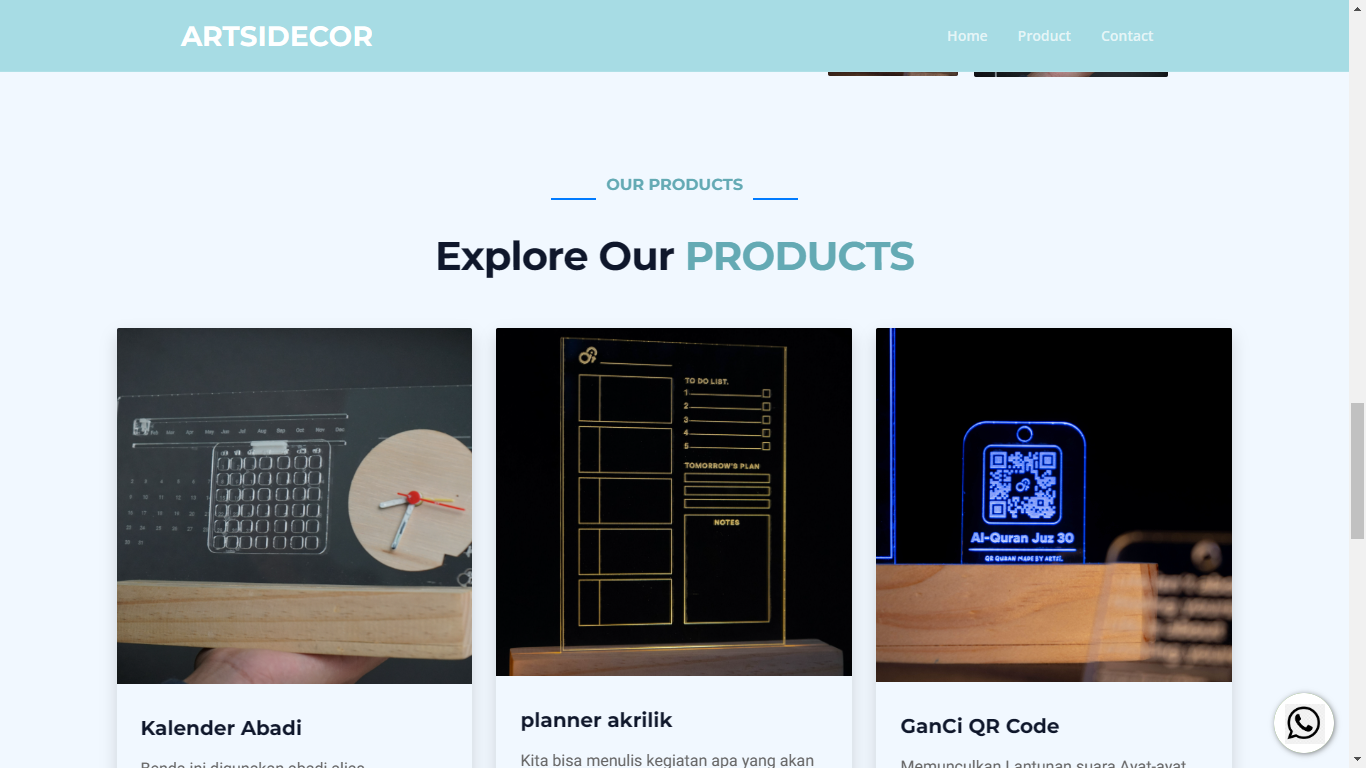 ARTSIDECOR
Home Product Contact
OUR PRODUCTS
Explore Our PRODUCTS
Feb Mar Apr May Jun Jul Aug Sep Oct Nov Dec
TO DO LIST.
1
2
3
4
5
TOMORROW'S PLAN
NOTES
Al-Quran Juz 30
QR QURAN MADE BY ARTSI.
Kalender Abadi
planner akrilik
GanCi QR Code
Kita bisa menulis kegiatan apa yang akan
Memunculkan Lantunan suara Ayat-ayat
Benda ini digunakan abadi alias